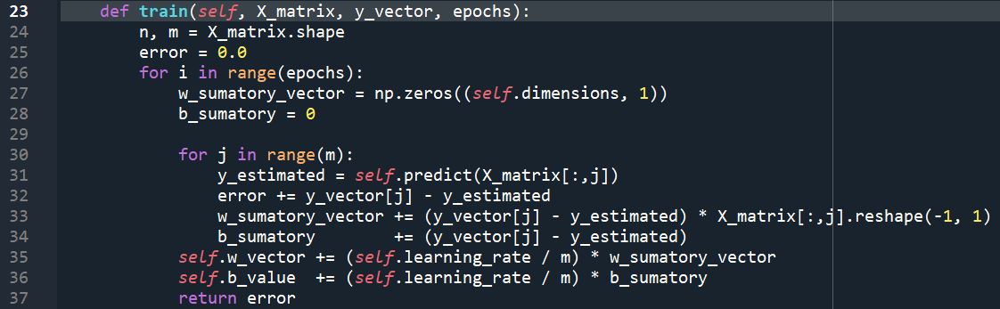 23 def train(self, X_matrix, y_vector, epochs):
24 n, m = X_matrix.shape
25 error = 0.0
26 for i in range(epochs):
27 w_sumatory_vector = np.zeros((self.dimensions, 1))
28 b_sumatory = 0
29
30 for j in range(m):
31 y_estimated = self.predict(X_matrix[:,j])
32 error += y_vector[j] - y_estimated
33 w_sumatory_vector += (y_vector[j] - y_estimated) * X_matrix[:,j].reshape(-1, 1)
34 b_sumatory += (y_vector[j] - y_estimated)
35 self.w_vector += (self.learning_rate / m) * w_sumatory_vector
36 self.b_value += (self.learning_rate / m) * b_sumatory
37 return error